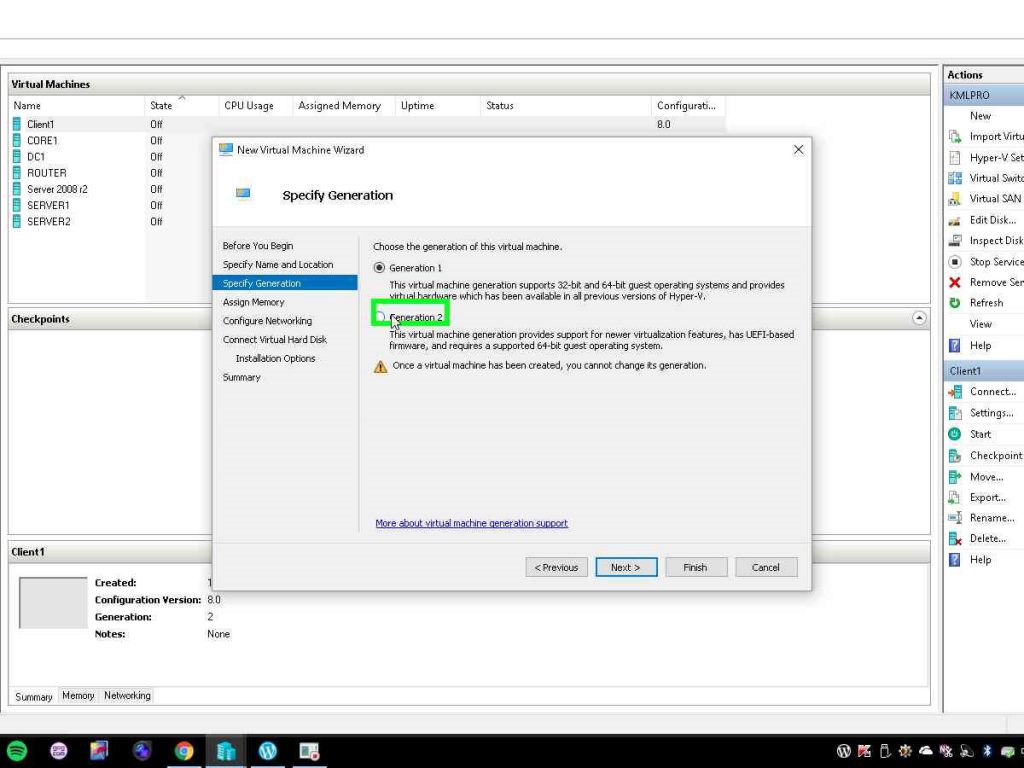 Virtual Machines
Name State CPU Usage Assigned Memory Uptime Status Configurati...
Client1 Off 8.0
CORE1 Off
DC1 Off
ROUTER Off
Server 2008 r2 Off
SERVER1 Off
SERVER2 Off
Checkpoints
Client1
Created:
Configuration Version: 8.0
Generation: 2
Notes: None
Summary Memory Networking
New Virtual Machine Wizard
Specify Generation
Before You Begin
Specify Name and Location
Specify Generation
Assign Memory
Configure Networking
Connect Virtual Hard Disk
Installation Options
Summary
Choose the generation of this virtual machine.
Generation 1
This virtual machine generation supports 32-bit and 64-bit guest operating systems and provides
virtual hardware which has been available in all previous versions of Hyper-V.
Generation 2
This virtual machine generation provides support for newer virtualization features, has UEFI-based
firmware, and requires a supported 64-bit guest operating system.
Once a virtual machine has been created, you cannot change its generation.
More about virtual machine generation support
< Previous Next > Finish Cancel
Actions
KMLPRO
New
Import Virtu
Hyper-V Set
Virtual Switc
Virtual SAN
Edit Disk...
Inspect Disk
Stop Service
Remove Ser
Refresh
View
Help
Client1
Connect...
Settings...
Start
Checkpoint
Move...
Export...
Rename...
Delete...
Help